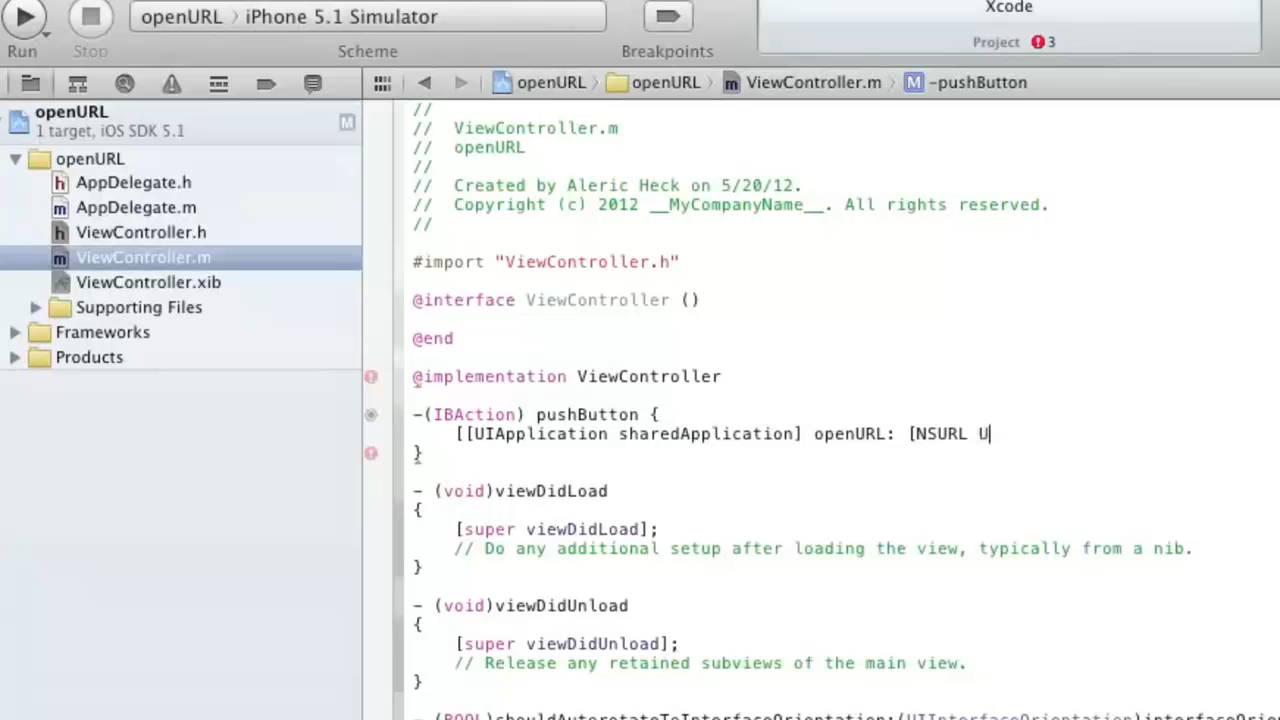 openURL 〉 iPhone 5.1 Simulator
Xcode
Run Stop Scheme Breakpoints
Project 3
openURL 〉 openURL 〉 m ViewController.m 〉 M -pushButton
openURL
1 target, iOS SDK 5.1 M
openURL
h AppDelegate.h
m AppDelegate.m
h ViewController.h
m ViewController.m
ViewController.xib
Supporting Files
Frameworks
Products
//
//  ViewController.m
//  openURL
//
//  Created by Aleric Heck on 5/20/12.
//  Copyright (c) 2012 __MyCompanyName__. All rights reserved.
//
#import "ViewController.h"
@interface ViewController ()
@end
@implementation ViewController
-(IBAction) pushButton {
[[UIApplication sharedApplication] openURL: [NSURL U
}
- (void)viewDidLoad
{
[super viewDidLoad];
// Do any additional setup after loading the view, typically from a nib.
}
- (void)viewDidUnload
{
[super viewDidUnload];
// Release any retained subviews of the main view.
}
- (BOOL)shouldAutorotateToInterfaceOrientation:(UIInterfaceOrientation)interfaceOrie